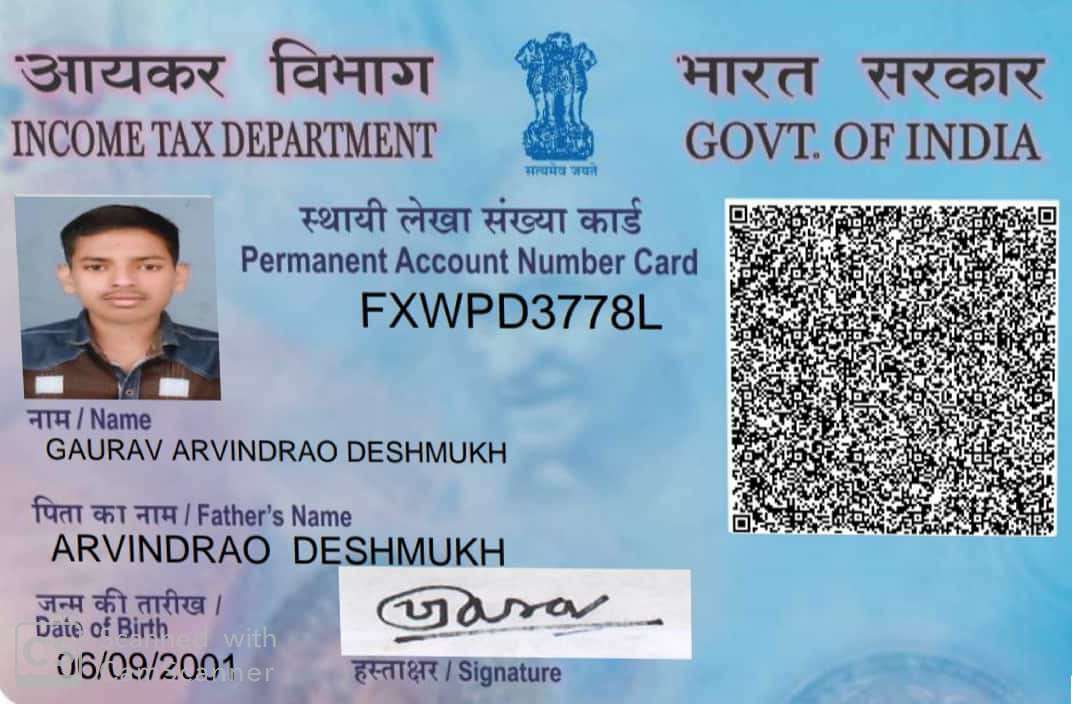 आयकर विभाग
भारत सरकार
INCOME TAX DEPARTMENT
GOVT. OF INDIA
सत्यमेव जयते
स्थायी लेखा संख्या कार्ड
Permanent Account Number Card
FXWPD3778L
नाम / Name
GAURAV ARVINDRAO DESHMUKH
पिता का नाम / Father's Name
ARVINDRAO DESHMUKH
जन्म की तारीख /
Date of Birth
06/09/2001
हस्ताक्षर / Signature
CS
Scanned with
CamScanner